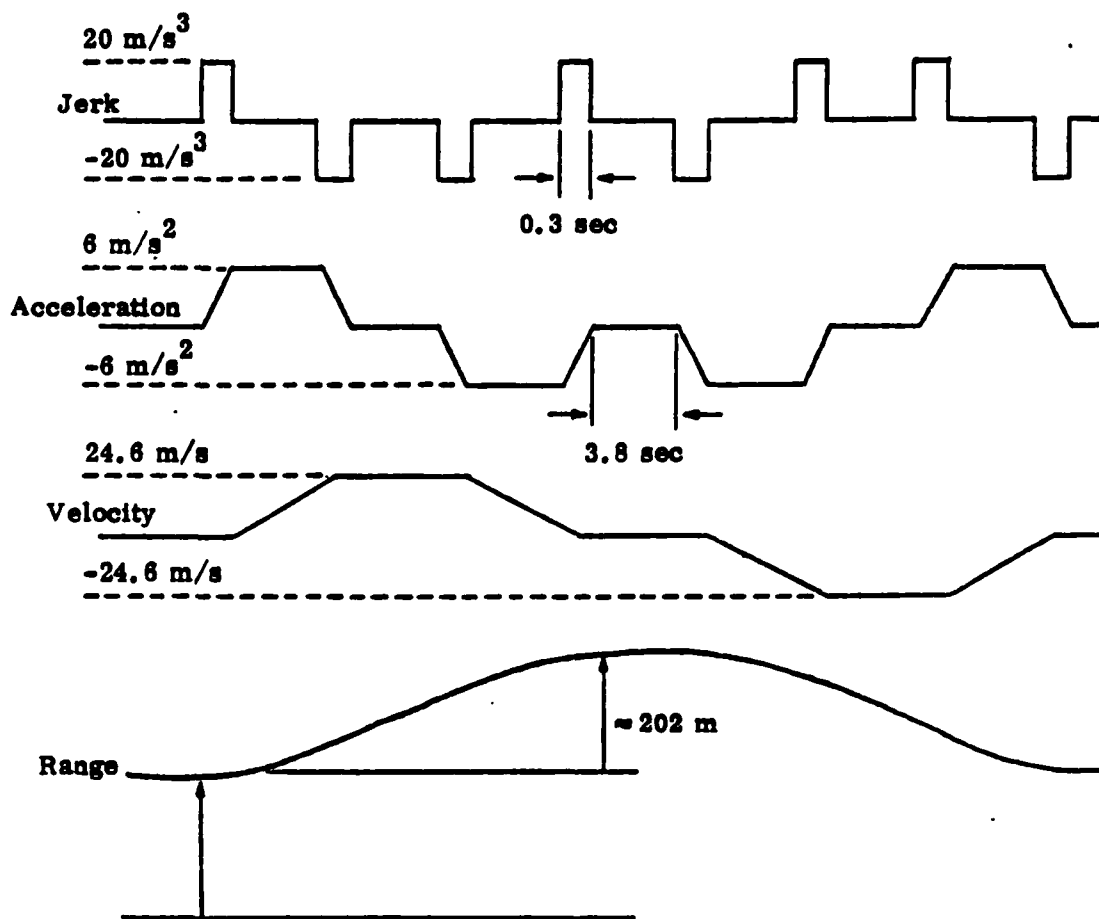 20 m/s³
Jerk
-20 m/s³
0.3 sec
6 m/s²
Acceleration
-6 m/s²
3.8 sec
24.6 m/s
Velocity
-24.6 m/s
≈ 202 m
Range